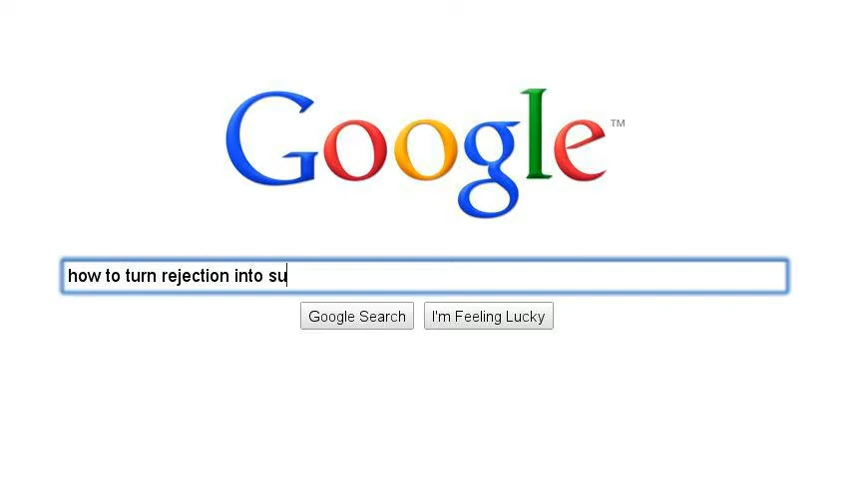 Google™
how to turn rejection into su
Google Search
I'm Feeling Lucky